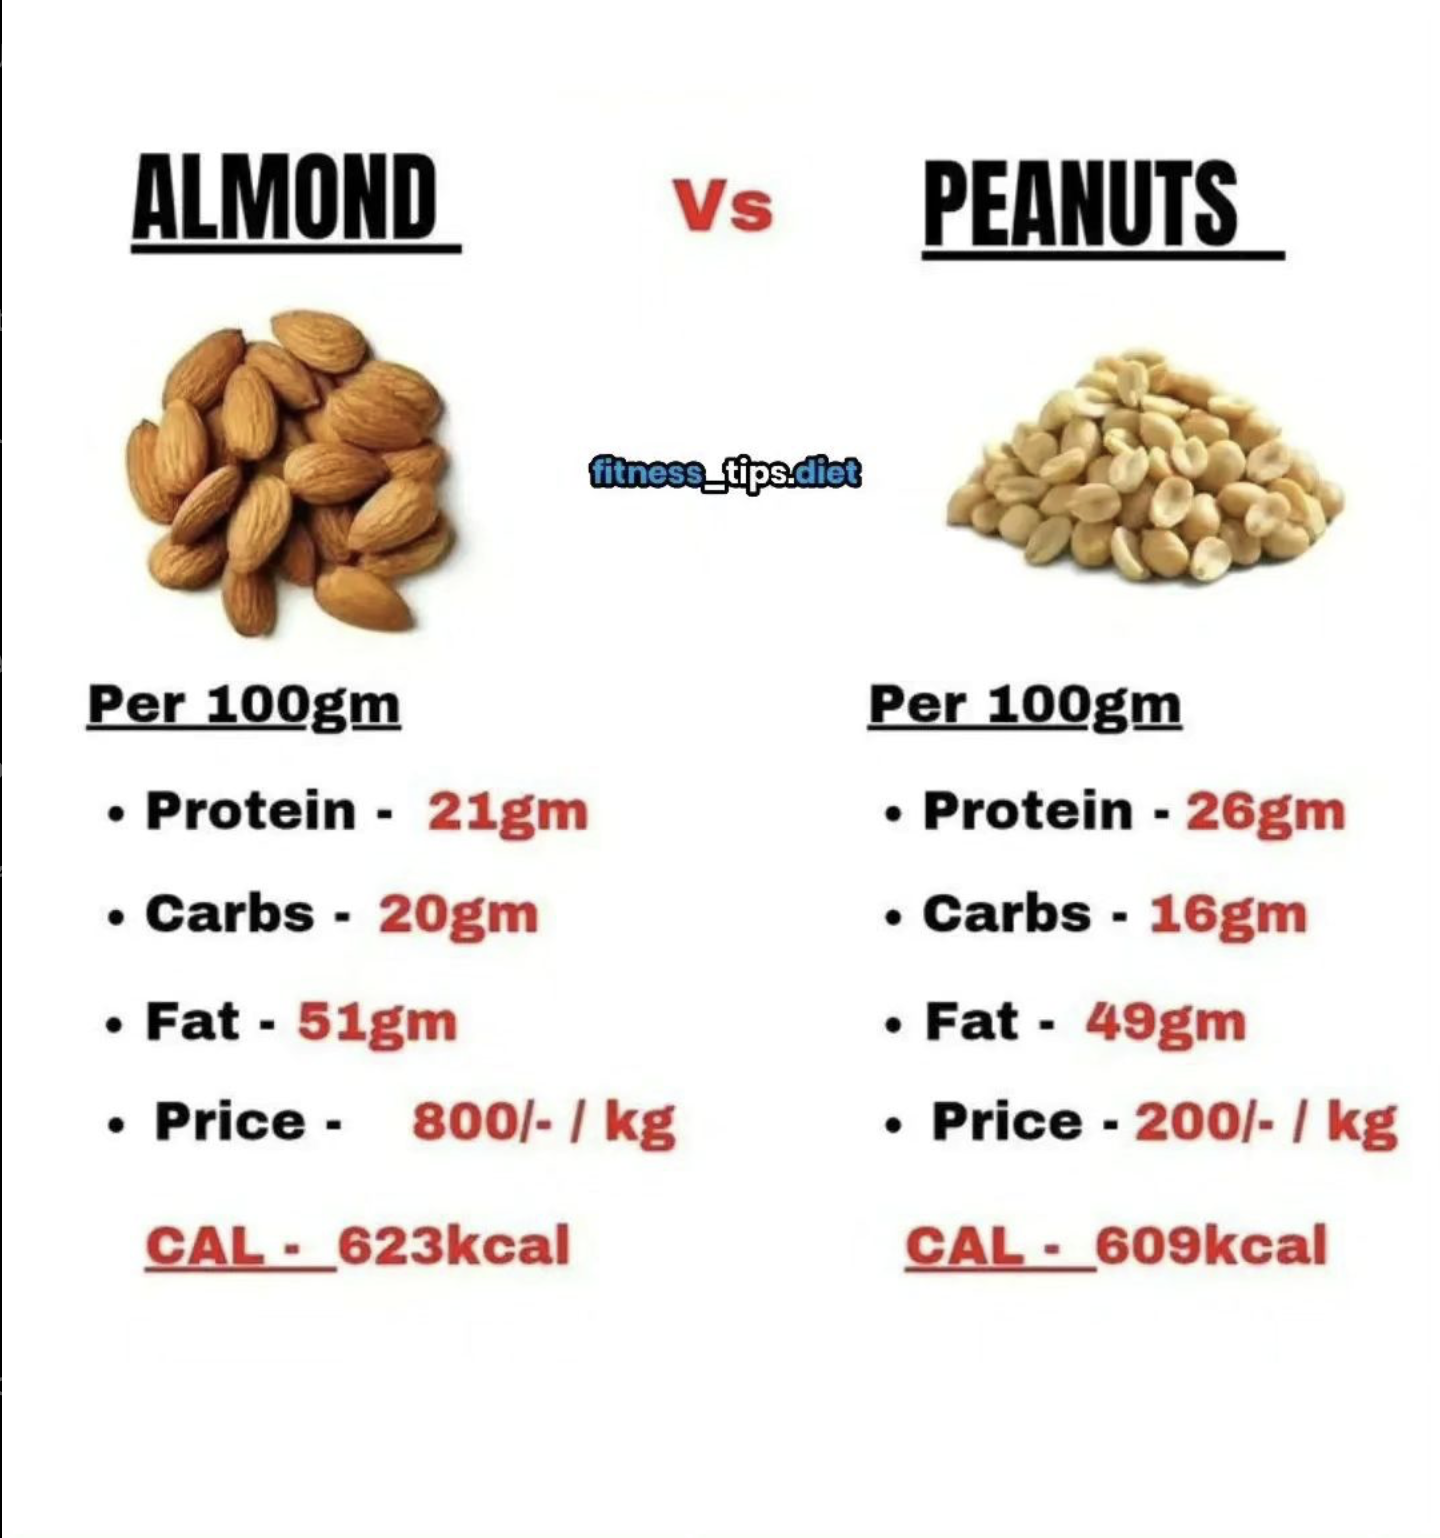 ALMOND Vs PEANUTS
fitness_tips.diet
Per 100gm
• Protein - 21gm
• Carbs - 20gm
• Fat - 51gm
• Price - 800/- / kg
CAL - 623kcal
Per 100gm
• Protein - 26gm
• Carbs - 16gm
• Fat - 49gm
• Price - 200/- / kg
CAL - 609kcal